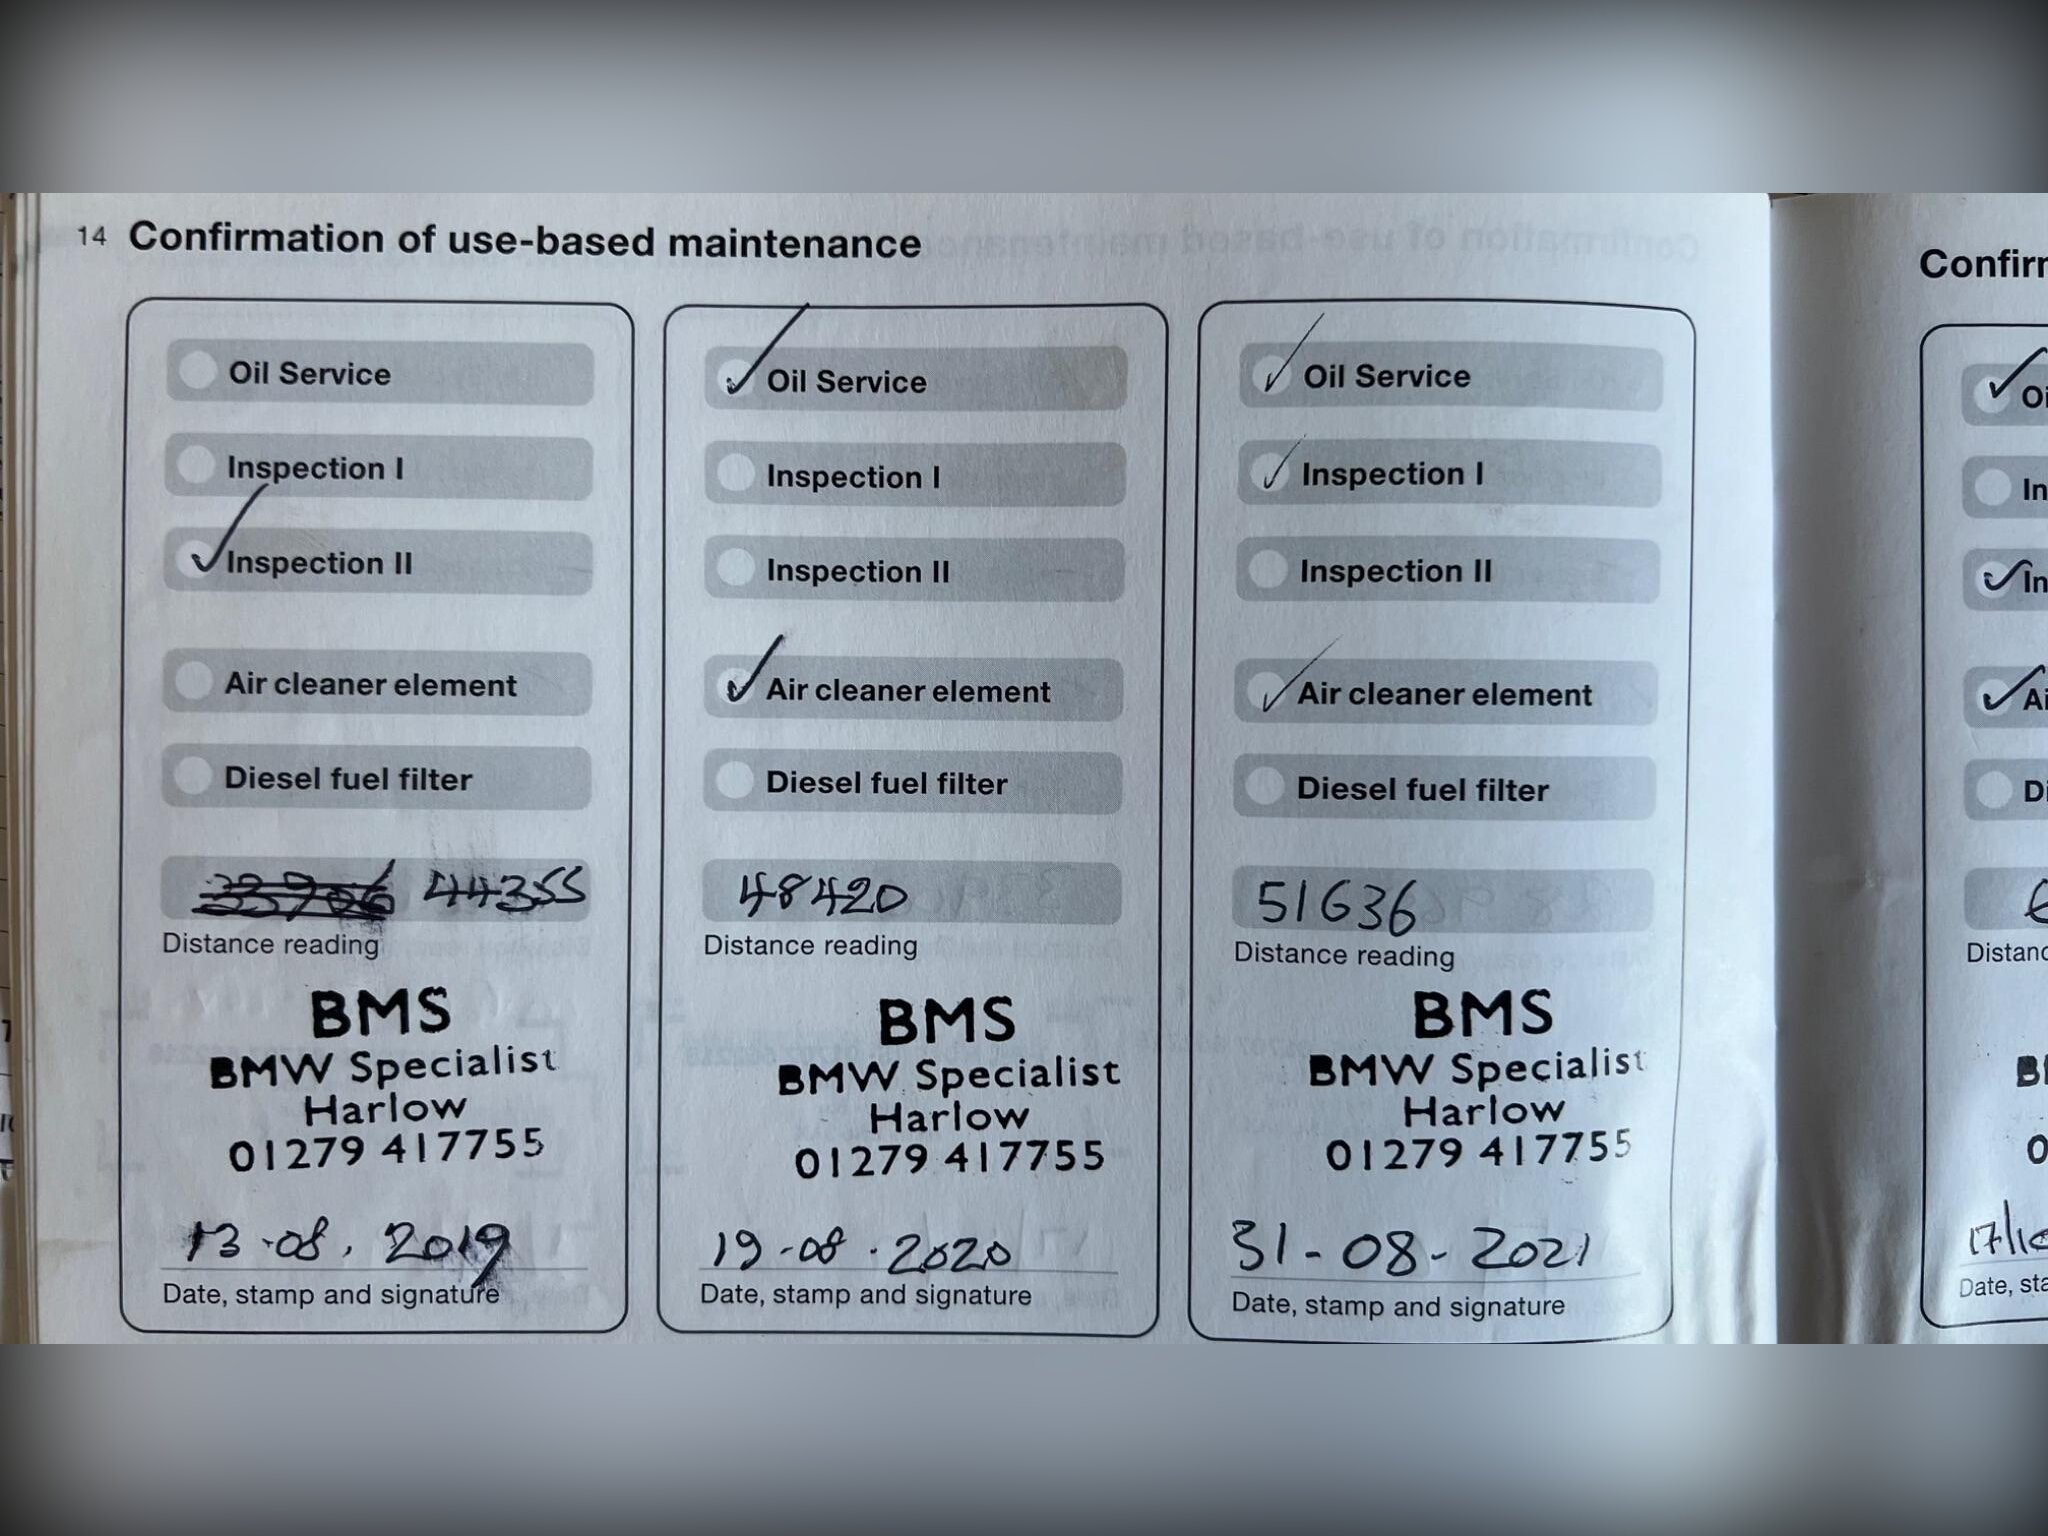 14 Confirmation of use-based maintenance
Oil Service
Inspection I
Inspection II
Air cleaner element
Diesel fuel filter
44355
Distance reading
BMS
BMW Specialist
Harlow
01279 417755
13-08.2019
Date, stamp and signature
Oil Service
Inspection I
Inspection II
Air cleaner element
Diesel fuel filter
48420
Distance reading
BMS
BMW Specialist
Harlow
01279 417755
19-08.2020
Date, stamp and signature
Oil Service
Inspection I
Inspection II
Air cleaner element
Diesel fuel filter
51636
Distance reading
BMS
BMW Specialist
Harlow
01279 417755
31-08-2021
Date, stamp and signature